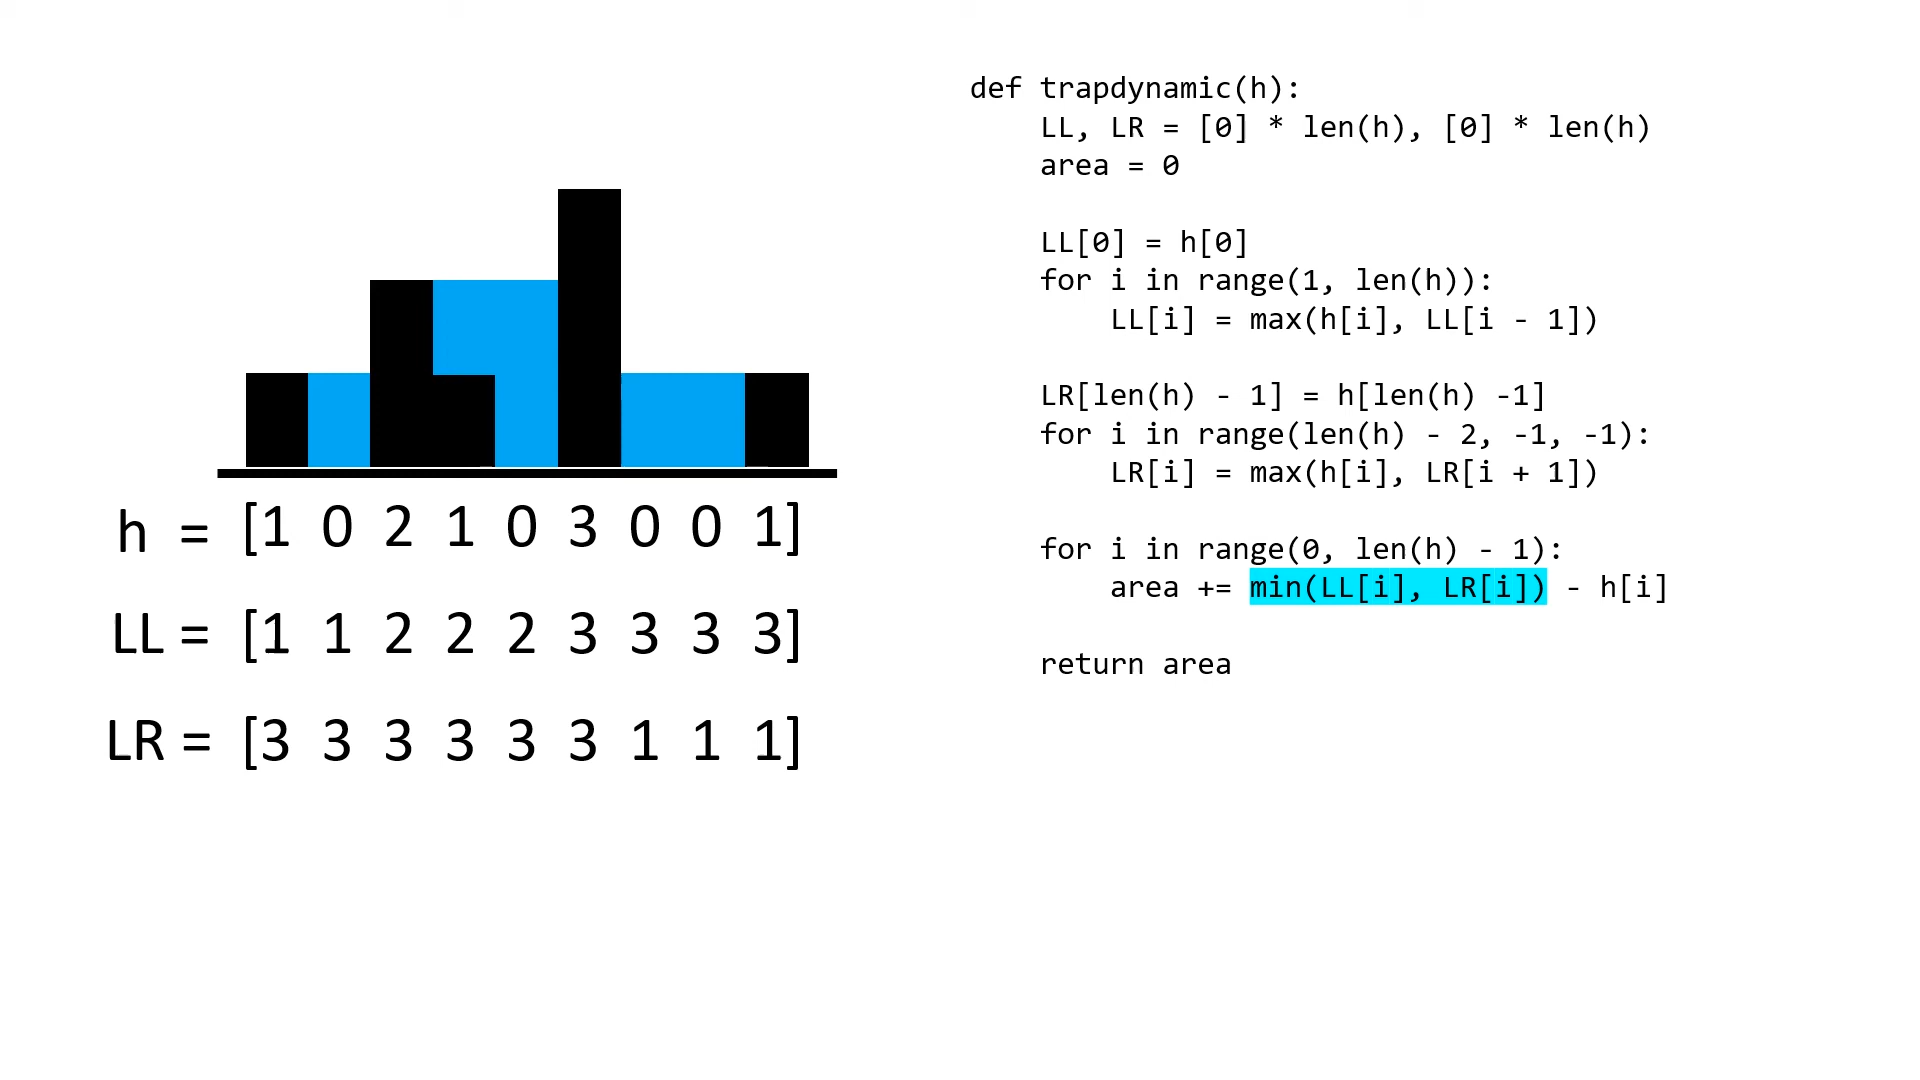 def trapdynamic(h):
    LL, LR = [0] * len(h), [0] * len(h)
    area = 0

    LL[0] = h[0]
    for i in range(1, len(h)):
        LL[i] = max(h[i], LL[i - 1])

    LR[len(h) - 1] = h[len(h) -1]
    for i in range(len(h) - 2, -1, -1):
        LR[i] = max(h[i], LR[i + 1])

    for i in range(0, len(h) - 1):
        area += min(LL[i], LR[i]) - h[i]

    return area
h = [1 0 2 1 0 3 0 0 1]
LL = [1 1 2 2 2 3 3 3 3]
LR = [3 3 3 3 3 3 1 1 1]